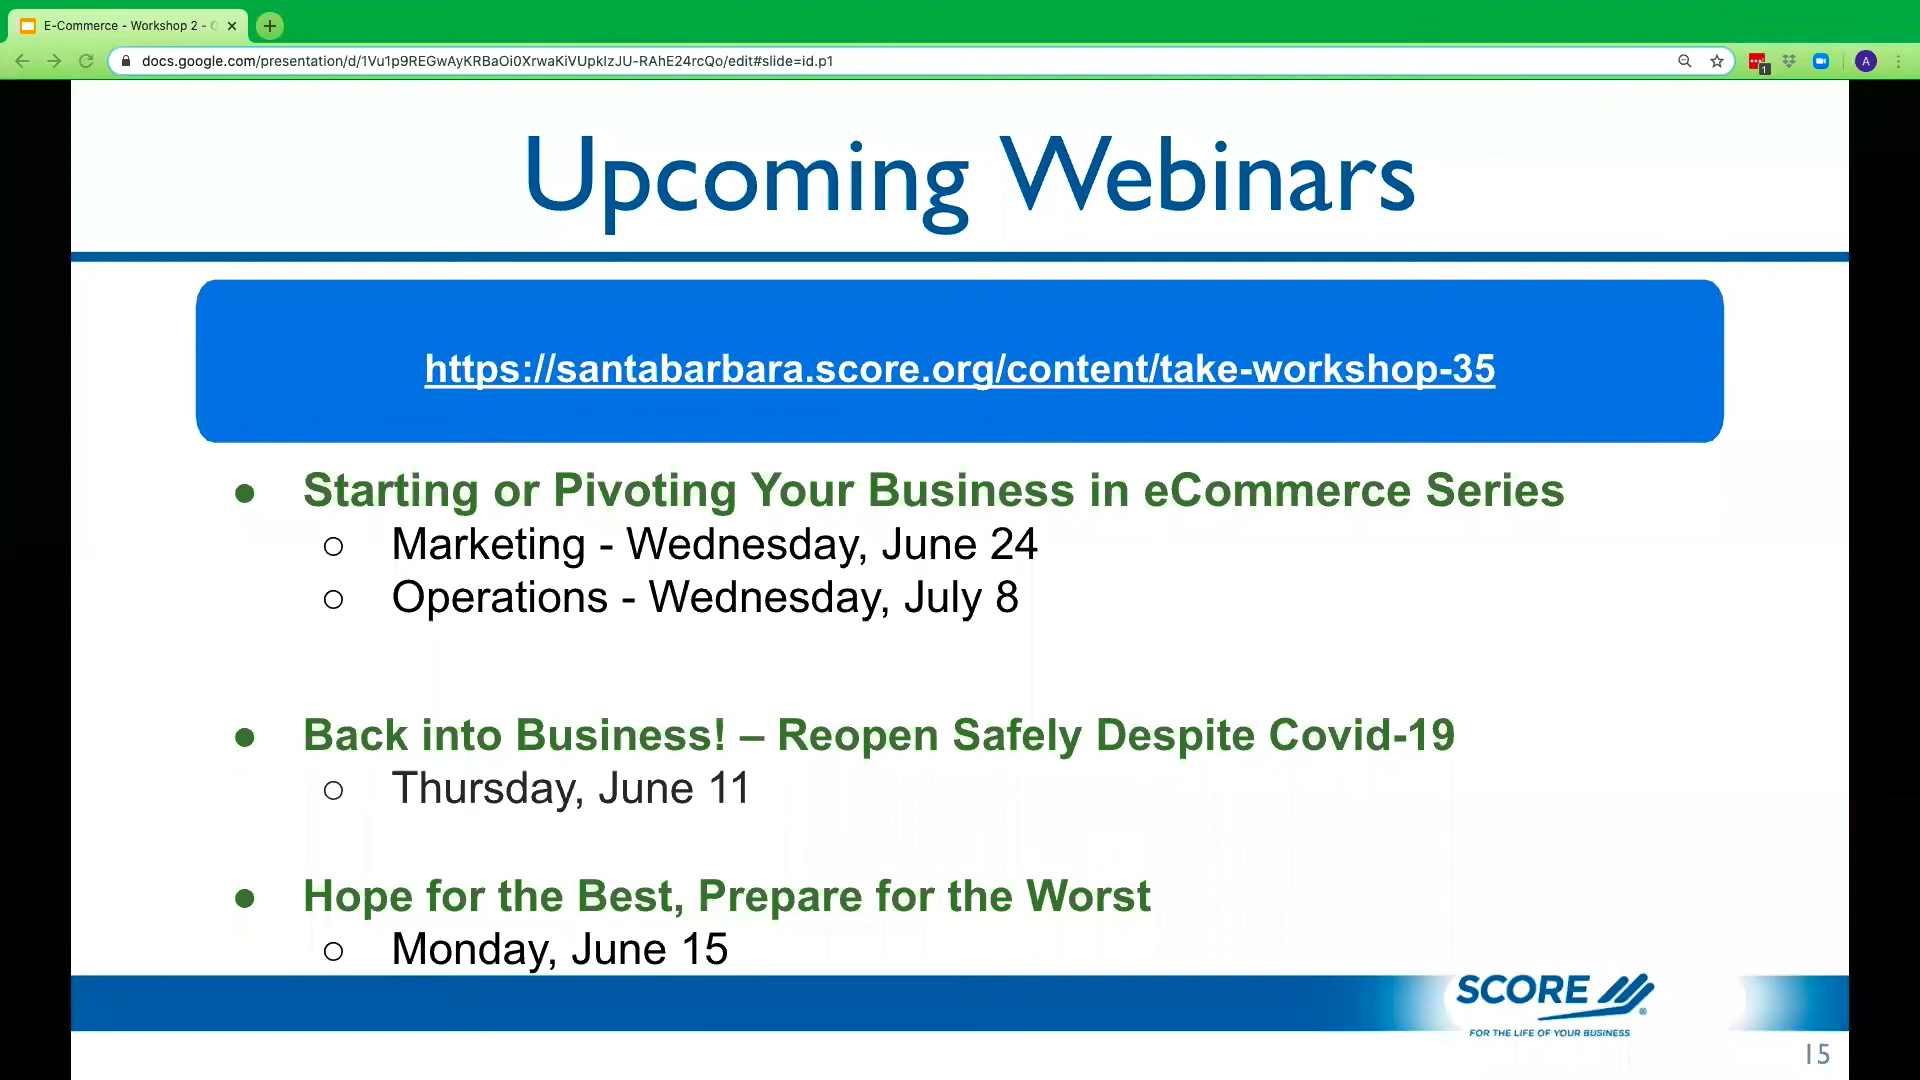 E-Commerce - Workshop 2 -
docs.google.com/presentation/d/1Vu1p9REGwAyKRBaOi0XrwaKiVUpkIzJU-RAhE24rcQo/edit#slide=id.p1
1
A
Upcoming Webinars
https://santabarbara.score.org/content/take-workshop-35
● Starting or Pivoting Your Business in eCommerce Series
○ Marketing - Wednesday, June 24
○ Operations - Wednesday, July 8
● Back into Business! – Reopen Safely Despite Covid-19
○ Thursday, June 11
● Hope for the Best, Prepare for the Worst
○ Monday, June 15
SCORE
FOR THE LIFE OF YOUR BUSINESS
15